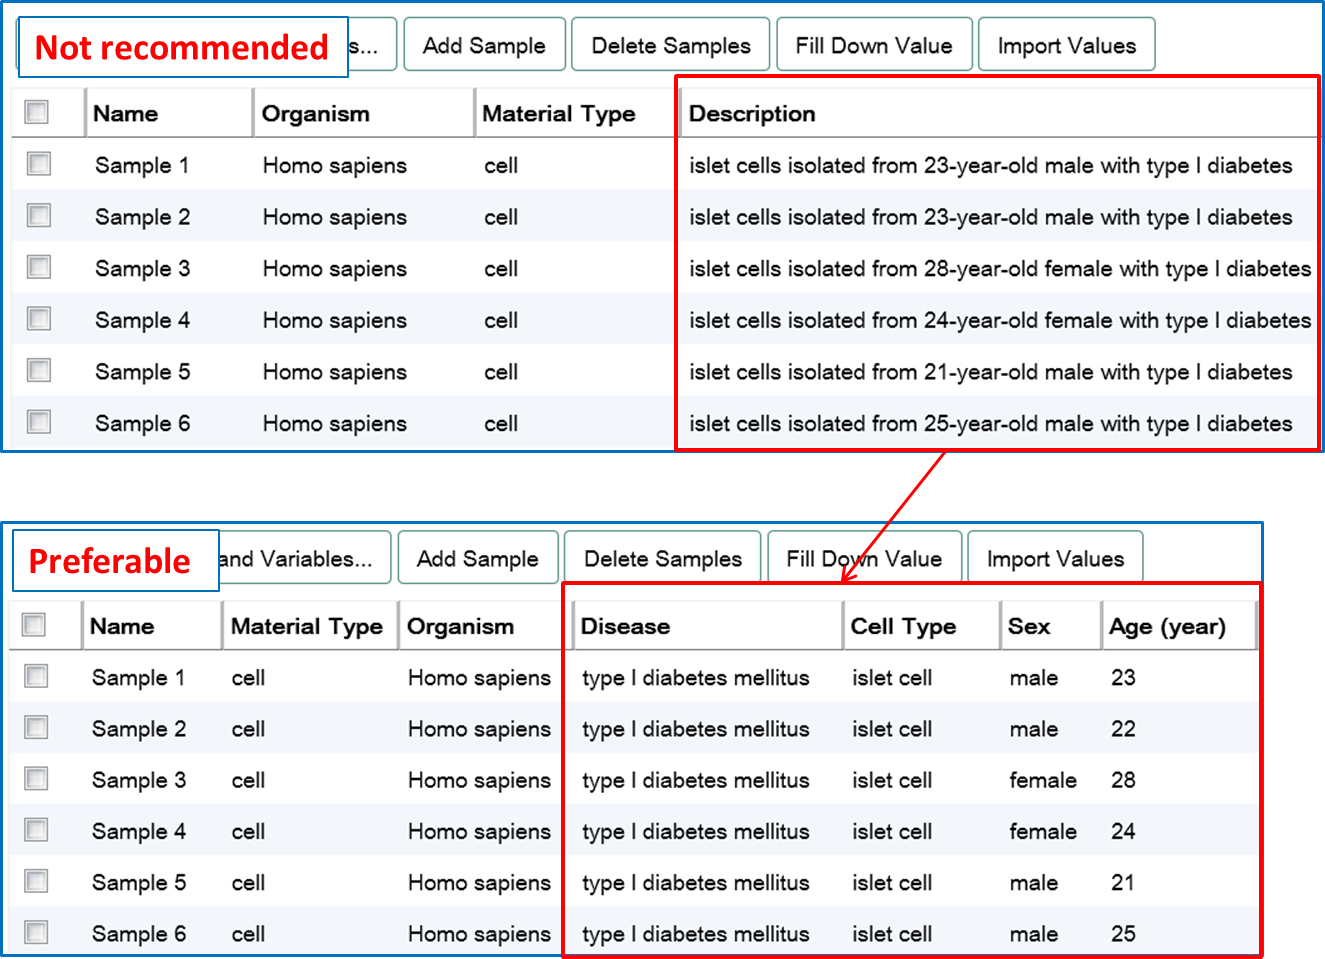 Not recommended s... Add Sample Delete Samples Fill Down Value Import Values
Name Organism Material Type Description
Sample 1 Homo sapiens cell islet cells isolated from 23-year-old male with type I diabetes
Sample 2 Homo sapiens cell islet cells isolated from 23-year-old male with type I diabetes
Sample 3 Homo sapiens cell islet cells isolated from 28-year-old female with type I diabetes
Sample 4 Homo sapiens cell islet cells isolated from 24-year-old female with type I diabetes
Sample 5 Homo sapiens cell islet cells isolated from 21-year-old male with type I diabetes
Sample 6 Homo sapiens cell islet cells isolated from 25-year-old male with type I diabetes
Preferable and Variables... Add Sample Delete Samples Fill Down Value Import Values
Name Material Type Organism Disease Cell Type Sex Age (year)
Sample 1 cell Homo sapiens type I diabetes mellitus islet cell male 23
Sample 2 cell Homo sapiens type I diabetes mellitus islet cell male 22
Sample 3 cell Homo sapiens type I diabetes mellitus islet cell female 28
Sample 4 cell Homo sapiens type I diabetes mellitus islet cell female 24
Sample 5 cell Homo sapiens type I diabetes mellitus islet cell male 21
Sample 6 cell Homo sapiens type I diabetes mellitus islet cell male 25